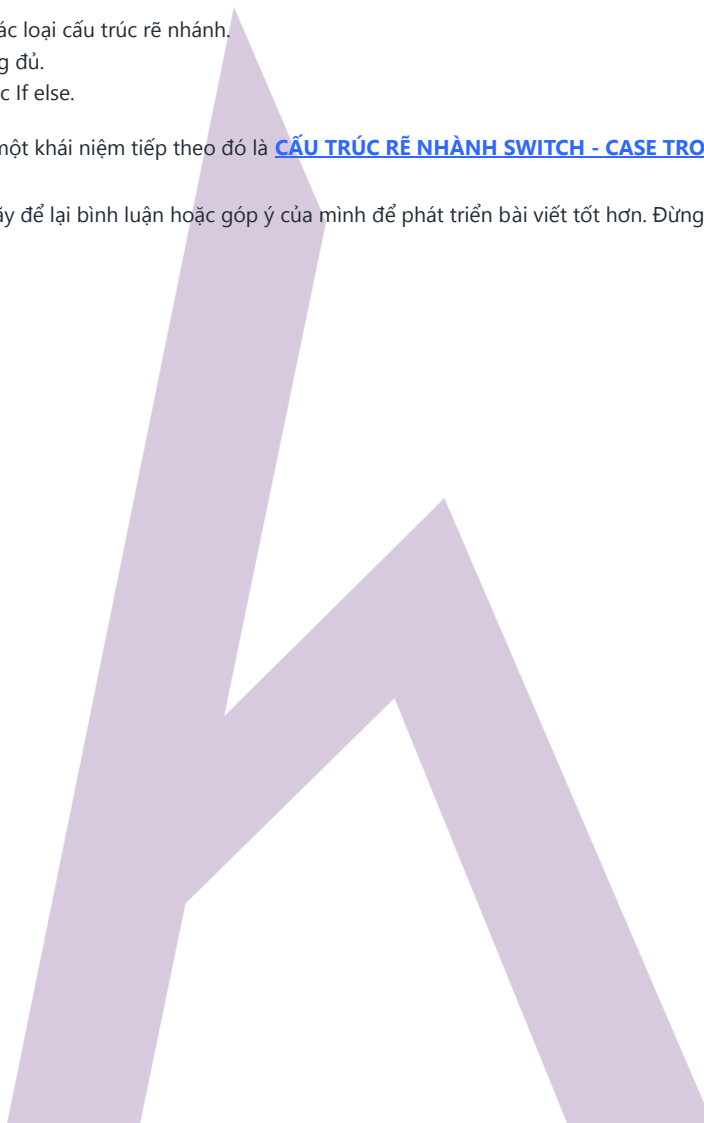 ác loại cấu trúc rẽ nhánh.
g đủ.
c If else.
một khái niệm tiếp theo đó là CẤU TRÚC RẼ NHÀNH SWITCH - CASE TRO
ãy để lại bình luận hoặc góp ý của mình để phát triển bài viết tốt hơn. Đừng